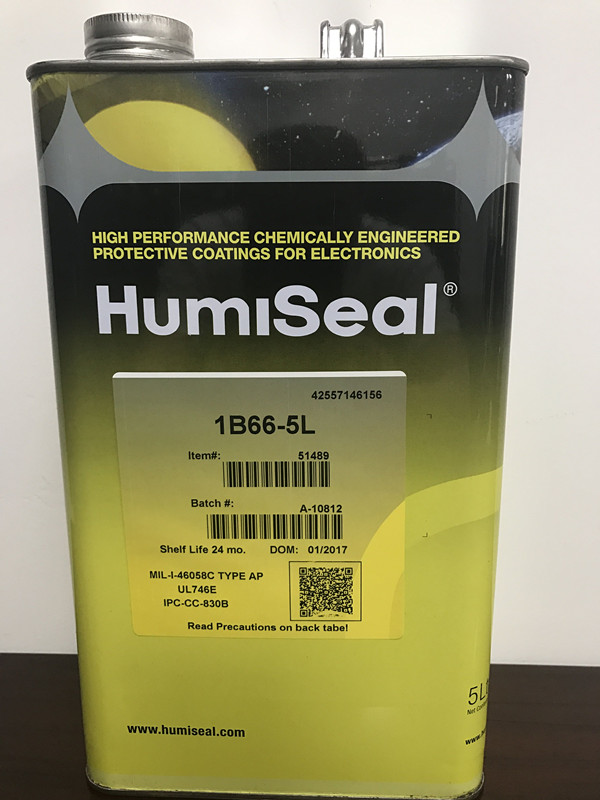 HIGH PERFORMANCE CHEMICALLY ENGINEERED
PROTECTIVE COATINGS FOR ELECTRONICS
HumiSeal®
42557146156
1B66-5L
Item#: 51489
Batch #: A-10812
Shelf Life 24 mo. DOM: 01/2017
MIL-I-46058C TYPE AP
UL746E
IPC-CC-830B
Read Precautions on back tabel
5L
Net
www.humiseal.com
www.